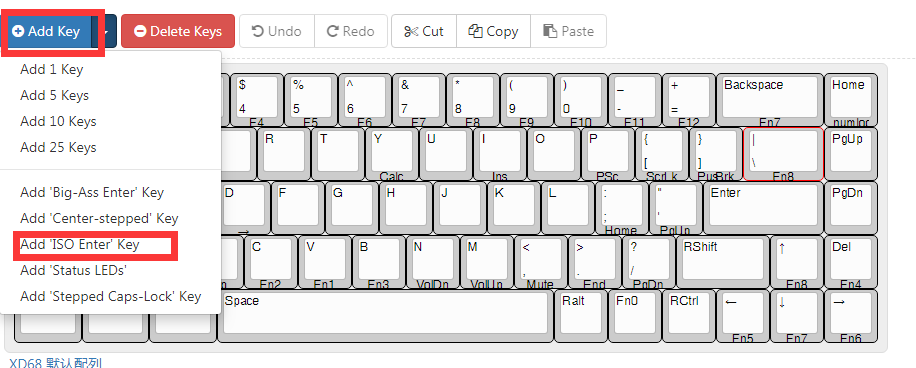 Add Key Delete Keys Undo Redo Cut Copy Paste
Add 1 Key
Add 5 Keys
Add 10 Keys
Add 25 Keys
Add 'Big-Ass Enter' Key
Add 'Center-stepped' Key
Add 'ISO Enter' Key
Add 'Status LEDs'
Add 'Stepped Caps-Lock' Key
$ % ^ & * ( ) _ + Backspace Home
4 5 6 7 8 9 0 - =
F4 F5 F6 F7 F8 F9 F10 F11 F12 Fn7 numloc
R T Y U I O P { } | PgUp
[ ] \
Calc Ins PSc ScrLk PusBrk Fn8
D F G H J K L : " Enter PgDn
; '
→ Home PgUp
C V B N M < > ? RShift ↑ Del
, . /
Fn2 Fn1 Fn3 VolDn VolUp Mute End PgDn Fn8 Fn4
Space Ralt Fn0 RCtrl ← ↓ →
Fn5 Fn7 Fn6
XD68 默认配列